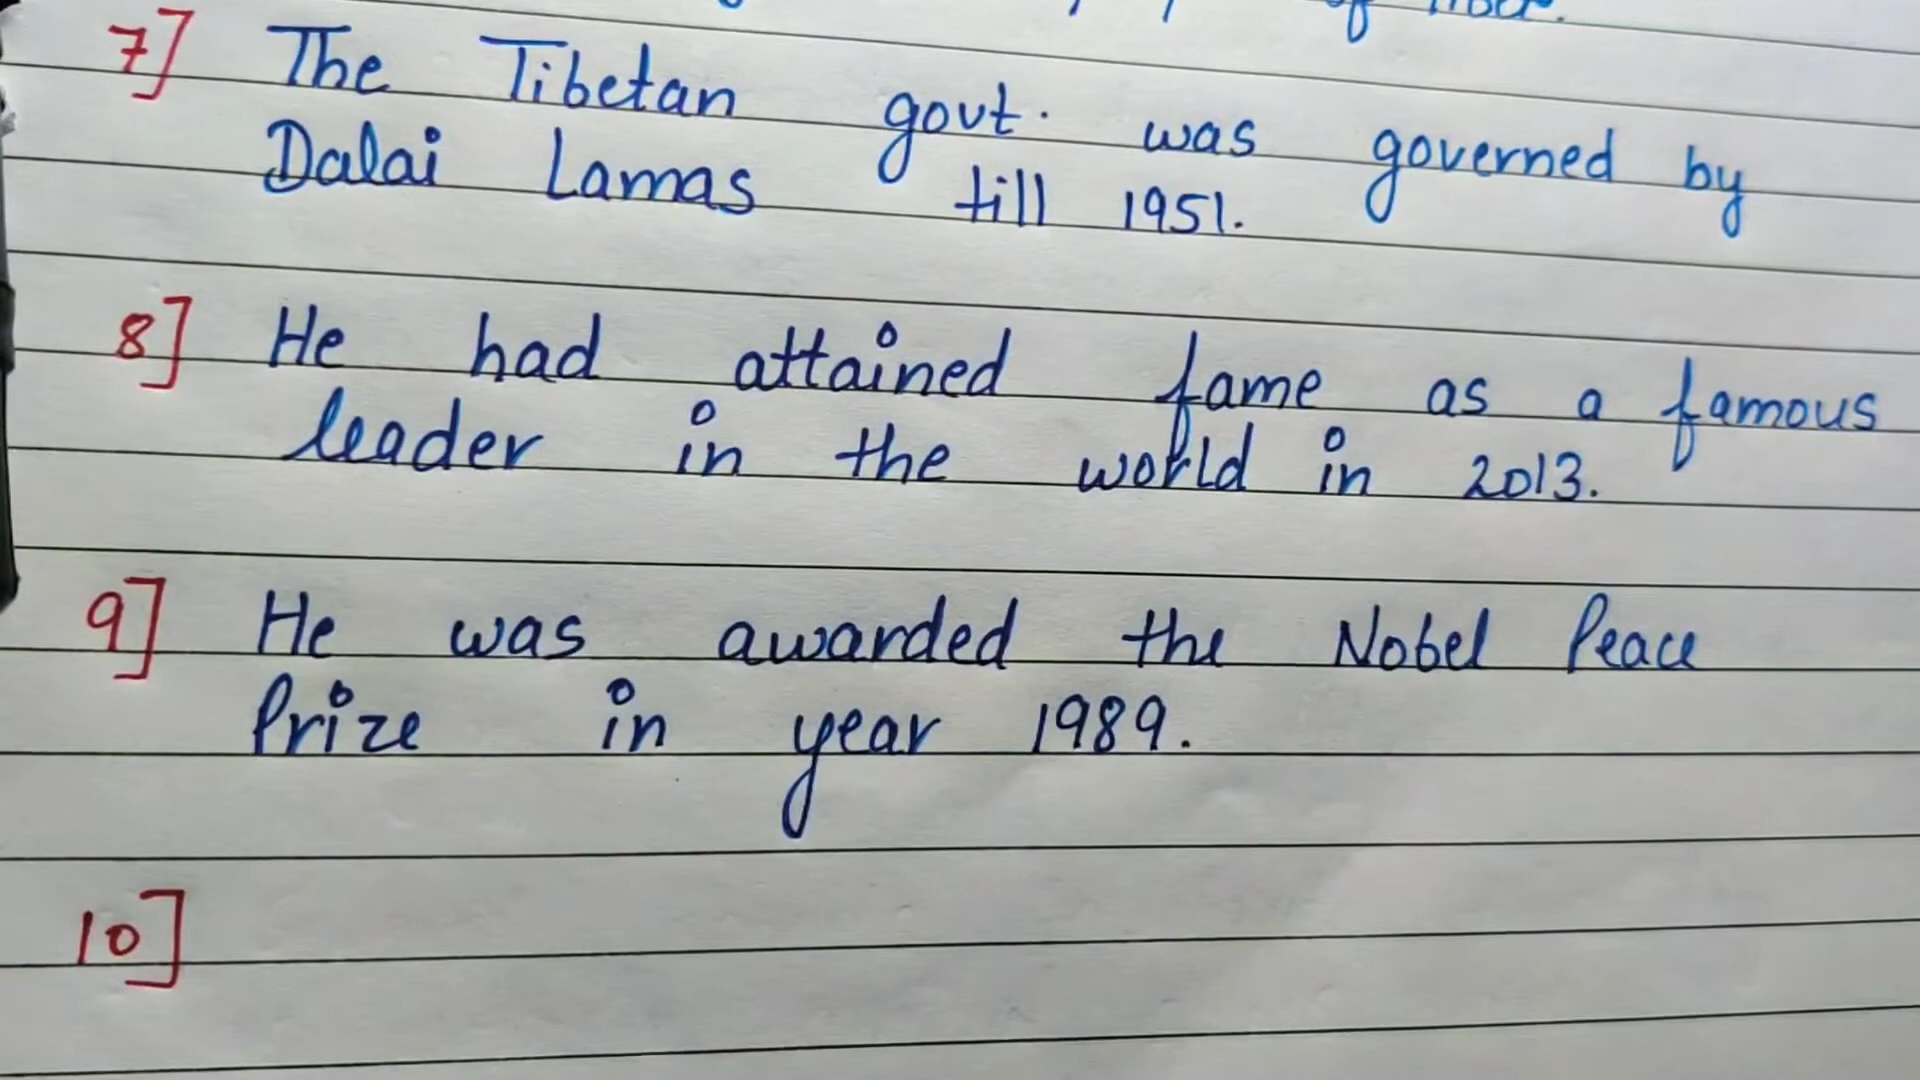 of
7] The Tibetan govt. was governed by
Dalai Lamas till 1951.
8] He had attained fame as a famous
leader in the world in 2013.
9] He was awarded the Nobel Peace
Prize in year 1989.
10]